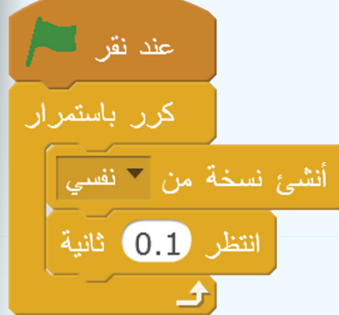 عند نقر
كرر باستمرار
أنشئ نسخة من نفسي
انتظر 0.1 ثانية